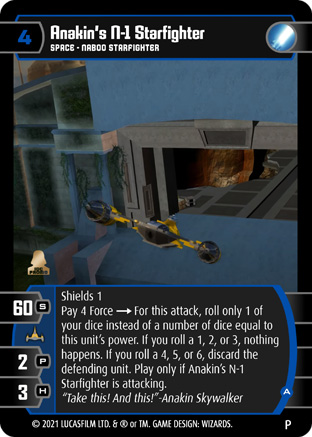 4
Anakin's N-1 Starfighter
SPACE - NABOO STARFIGHTER
60 S
2 P
3 H
Shields 1
Pay 4 Force → For this attack, roll only 1 of
your dice instead of a number of dice equal to
this unit's power. If you roll a 1, 2, or 3, nothing
happens. If you roll a 4, 5, or 6, discard the
defending unit. Play only if Anakin's N-1
Starfighter is attacking.
"Take this! And this!"-Anakin Skywalker
A
© 2021 LUCASFILM LTD. & ® or TM. GAME DESIGN: WIZARDS.
P